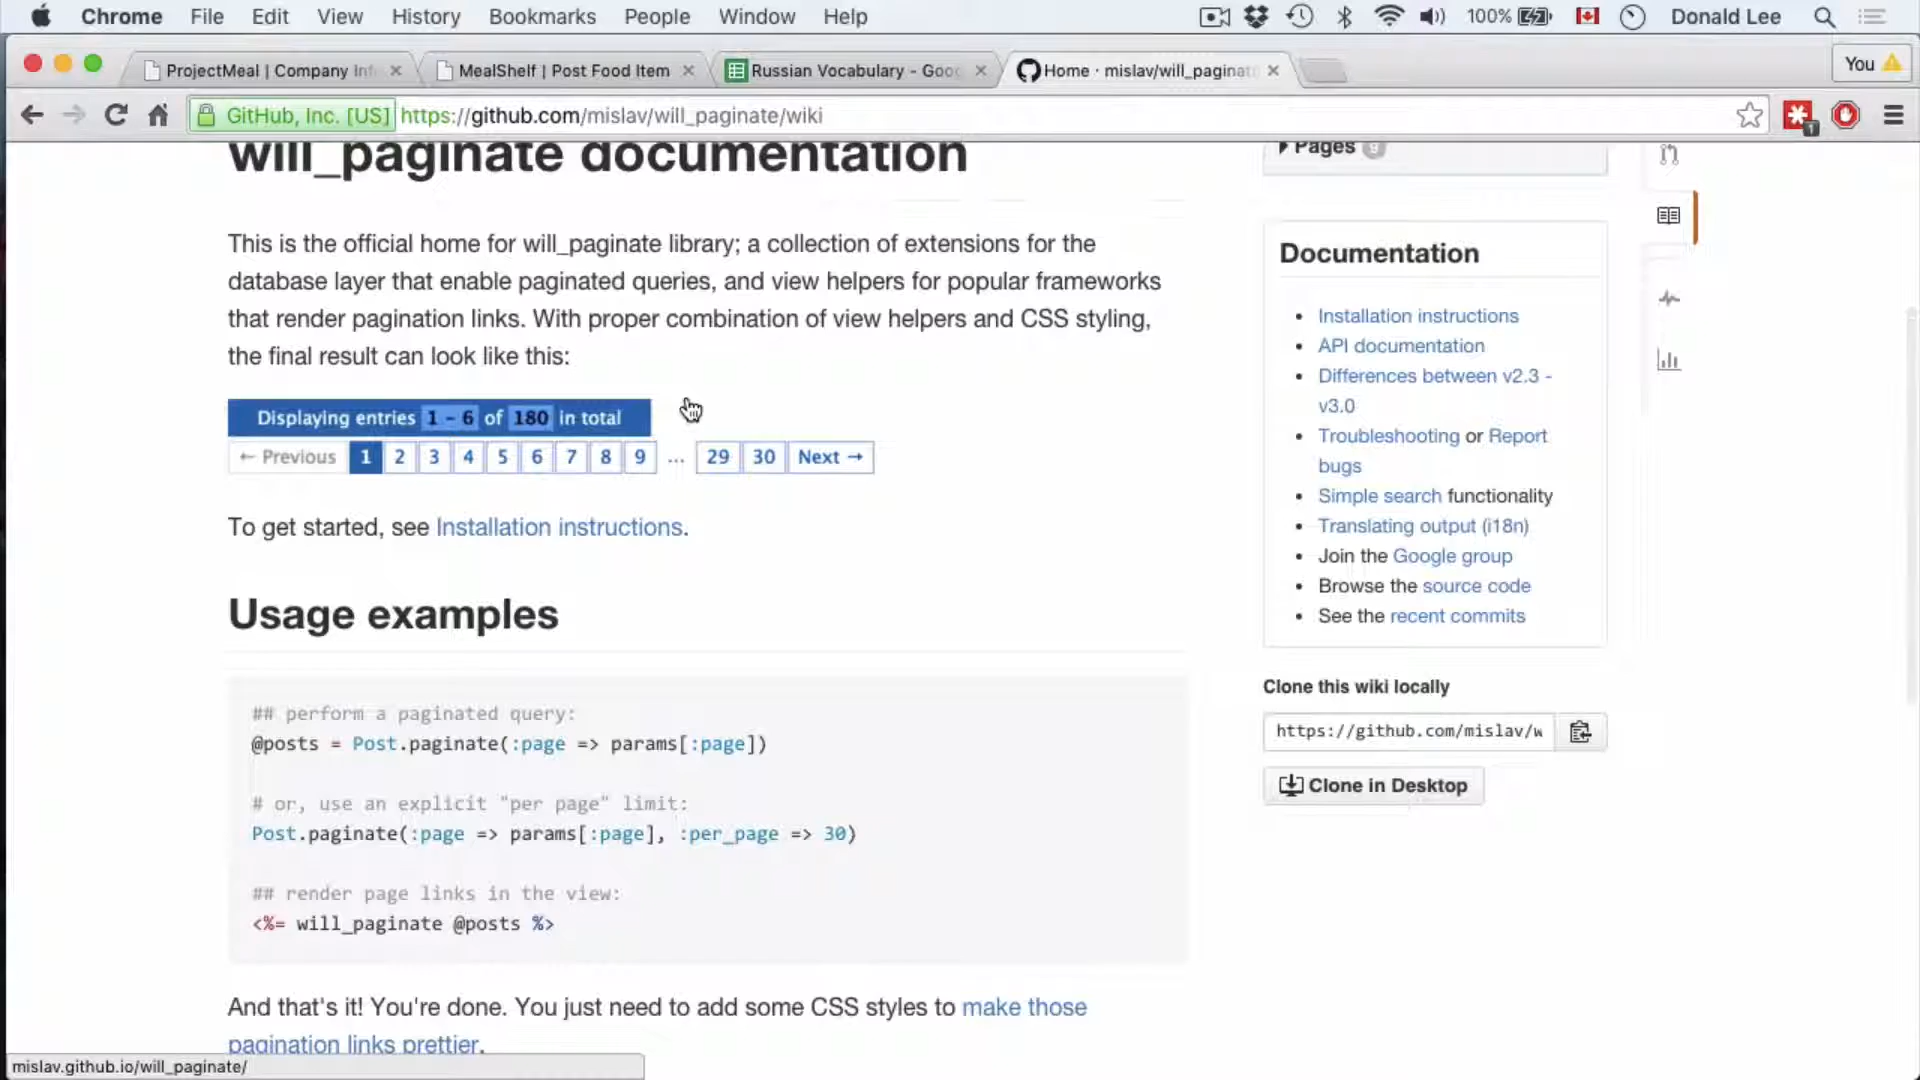 Chrome File Edit View History Bookmarks People Window Help 100% Donald Lee
ProjectMeal | Company Inf
MealShelf | Post Food Item
Russian Vocabulary - Goog
Home · mislav/will_paginat
You
GitHub, Inc. [US] https://github.com/mislav/will_paginate/wiki
1
will_paginate documentation
This is the official home for will_paginate library; a collection of extensions for the
database layer that enable paginated queries, and view helpers for popular frameworks
that render pagination links. With proper combination of view helpers and CSS styling,
the final result can look like this:
Displaying entries 1 - 6 of 180 in total
← Previous 1 2 3 4 5 6 7 8 9 ... 29 30 Next →
To get started, see Installation instructions.
Usage examples
## perform a paginated query:
@posts = Post.paginate(:page => params[:page])
# or, use an explicit "per page" limit:
Post.paginate(:page => params[:page], :per_page => 30)
## render page links in the view:
<%= will_paginate @posts %>
And that's it! You're done. You just need to add some CSS styles to make those
pagination links prettier.
Pages 9
Documentation
Installation instructions
API documentation
Differences between v2.3 -
v3.0
Troubleshooting or Report
bugs
Simple search functionality
Translating output (i18n)
Join the Google group
Browse the source code
See the recent commits
Clone this wiki locally
https://github.com/mislav/w
Clone in Desktop
mislav.github.io/will_paginate/